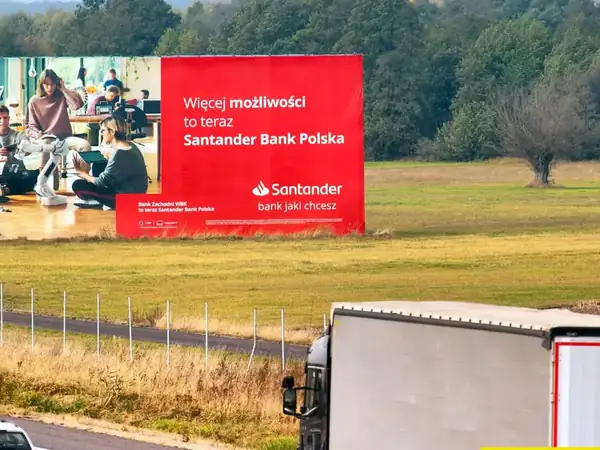 Więcej możliwości
to teraz
Santander Bank Polska
Santander
bank jaki chcesz
Bank Zachodni WBK
to teraz Santander Bank Polska